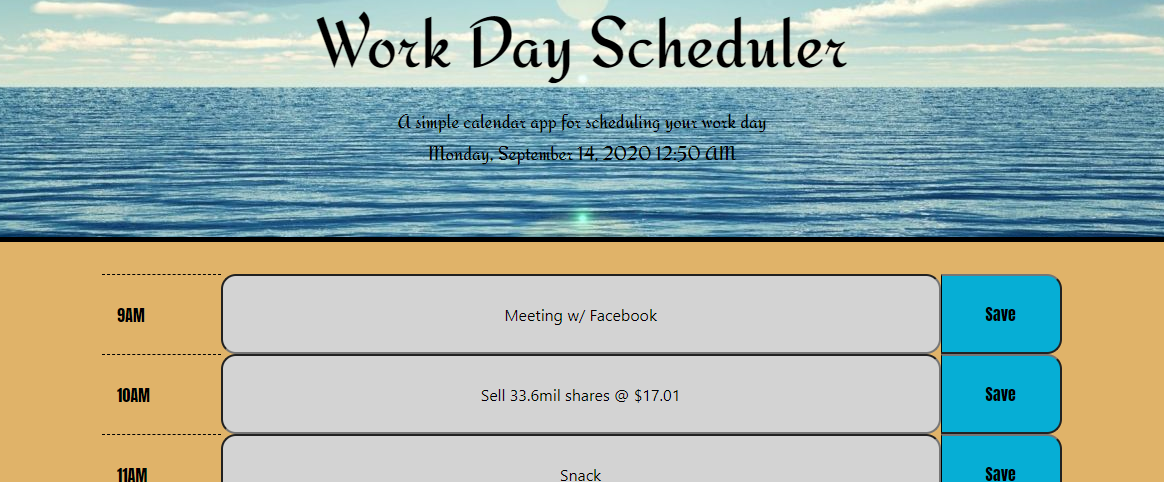 Work Day Scheduler
A simple calendar app for scheduling your work day
Monday, September 14, 2020 12:50 AM
9AM Meeting w/ Facebook Save
10AM Sell 33.6mil shares @ $17.01 Save
11AM Snack Save